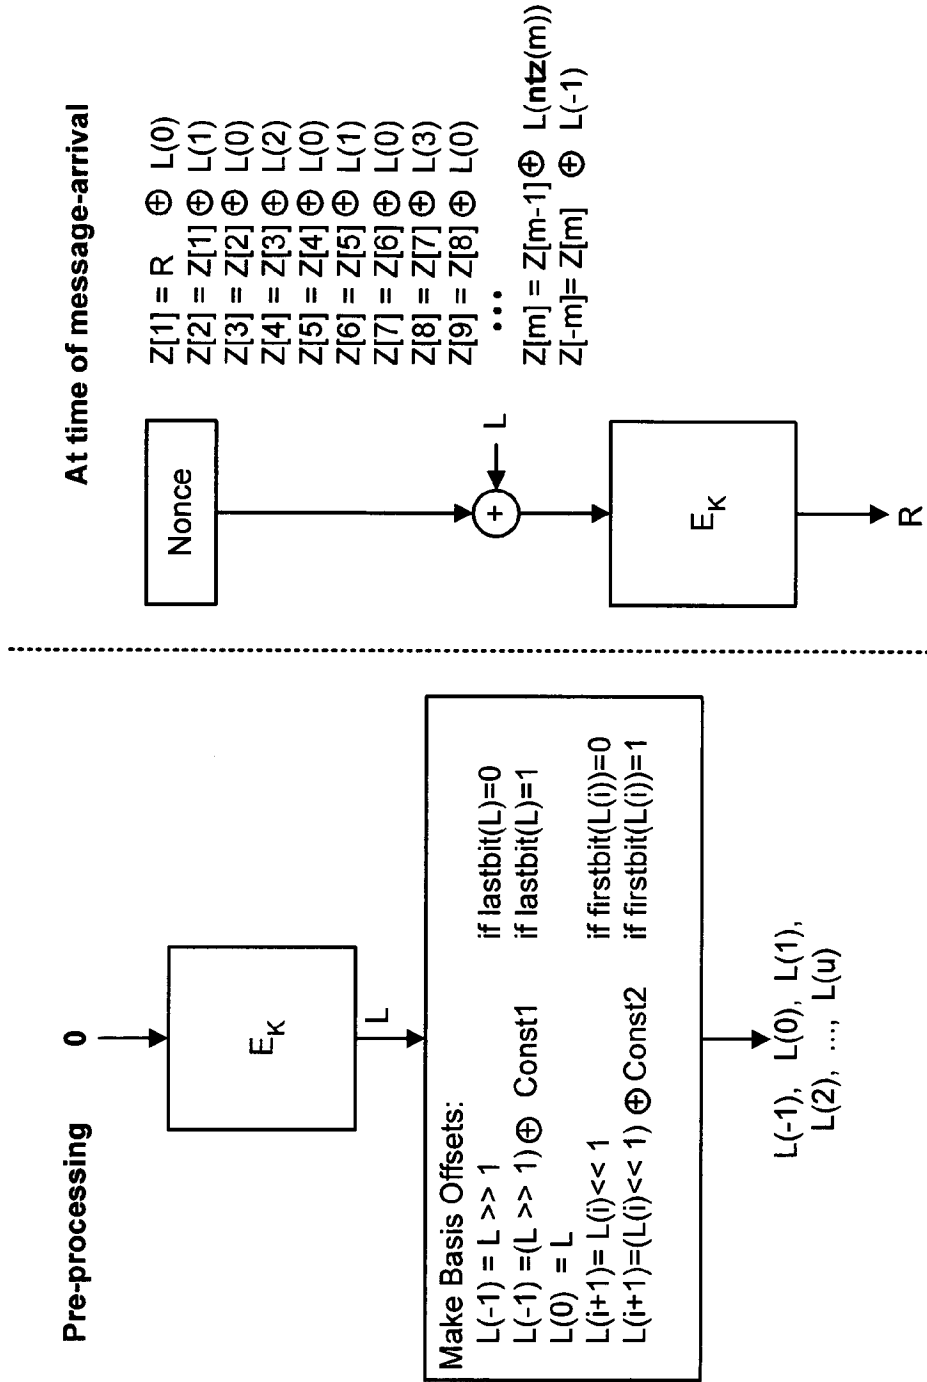 Pre-processing
0
E_K
L
Make Basis Offsets:
L(-1) = L >> 1 if lastbit(L)=0
L(-1) =(L >> 1) ⊕ Const1 if lastbit(L)=1
L(0) = L
L(i+1)= L(i)<< 1 if firstbit(L(i))=0
L(i+1)=(L(i)<< 1) ⊕ Const2 if firstbit(L(i))=1
L(-1), L(0), L(1),
L(2), ..., L(u)
At time of message-arrival
Nonce
+
L
E_K
R
Z[1] = R ⊕ L(0)
Z[2] = Z[1] ⊕ L(1)
Z[3] = Z[2] ⊕ L(0)
Z[4] = Z[3] ⊕ L(2)
Z[5] = Z[4] ⊕ L(0)
Z[6] = Z[5] ⊕ L(1)
Z[7] = Z[6] ⊕ L(0)
Z[8] = Z[7] ⊕ L(3)
Z[9] = Z[8] ⊕ L(0)
...
Z[m] = Z[m-1] ⊕ L(ntz(m))
Z[-m]= Z[m] ⊕ L(-1)